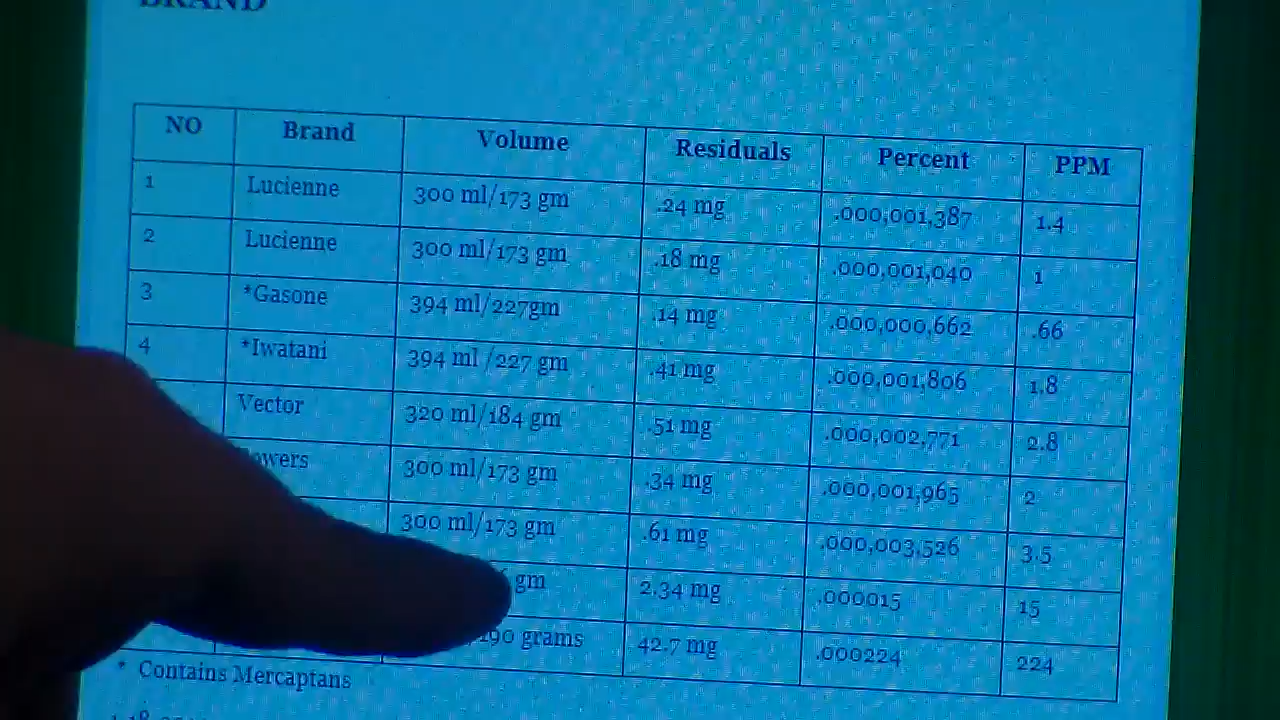 BRAND
NO Brand Volume Residuals Percent PPM
1 Lucienne 300 ml/173 gm .24 mg .000,001,387 1.4
2 Lucienne 300 ml/173 gm .18 mg .000,001,040 1
3 *Gasone 394 ml/227gm .14 mg .000,000,662 .66
4 *Iwatani 394 ml /227 gm .41 mg .000,001,806 1.8
Vector 320 ml/184 gm .51 mg .000,002,771 2.8
300 ml/173 gm .34 mg .000,001,965 2
300 ml/173 gm .61 mg .000,003,526 3.5
gm 2.34 mg .000015 15
190 grams 42.7 mg .000224 224
* Contains Mercaptans